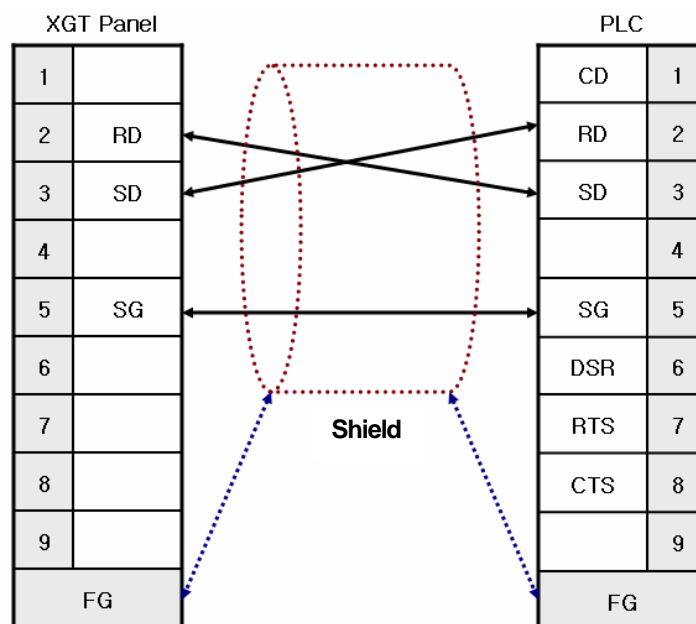 XGT Panel PLC
1 CD 1
2 RD RD 2
3 SD SD 3
4 4
5 SG SG 5
6 DSR 6
7 Shield RTS 7
8 CTS 8
9 9
FG FG